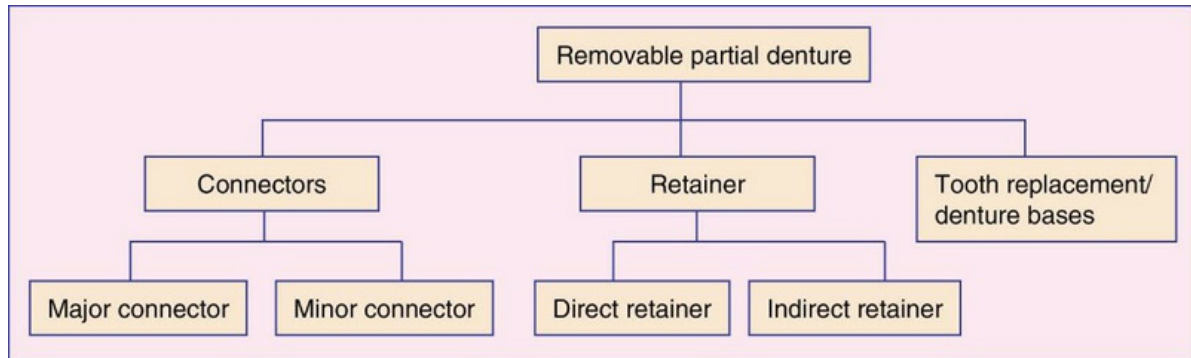 Removable partial denture
Connectors
Retainer
Tooth replacement/
denture bases
Major connector
Minor connector
Direct retainer
Indirect retainer